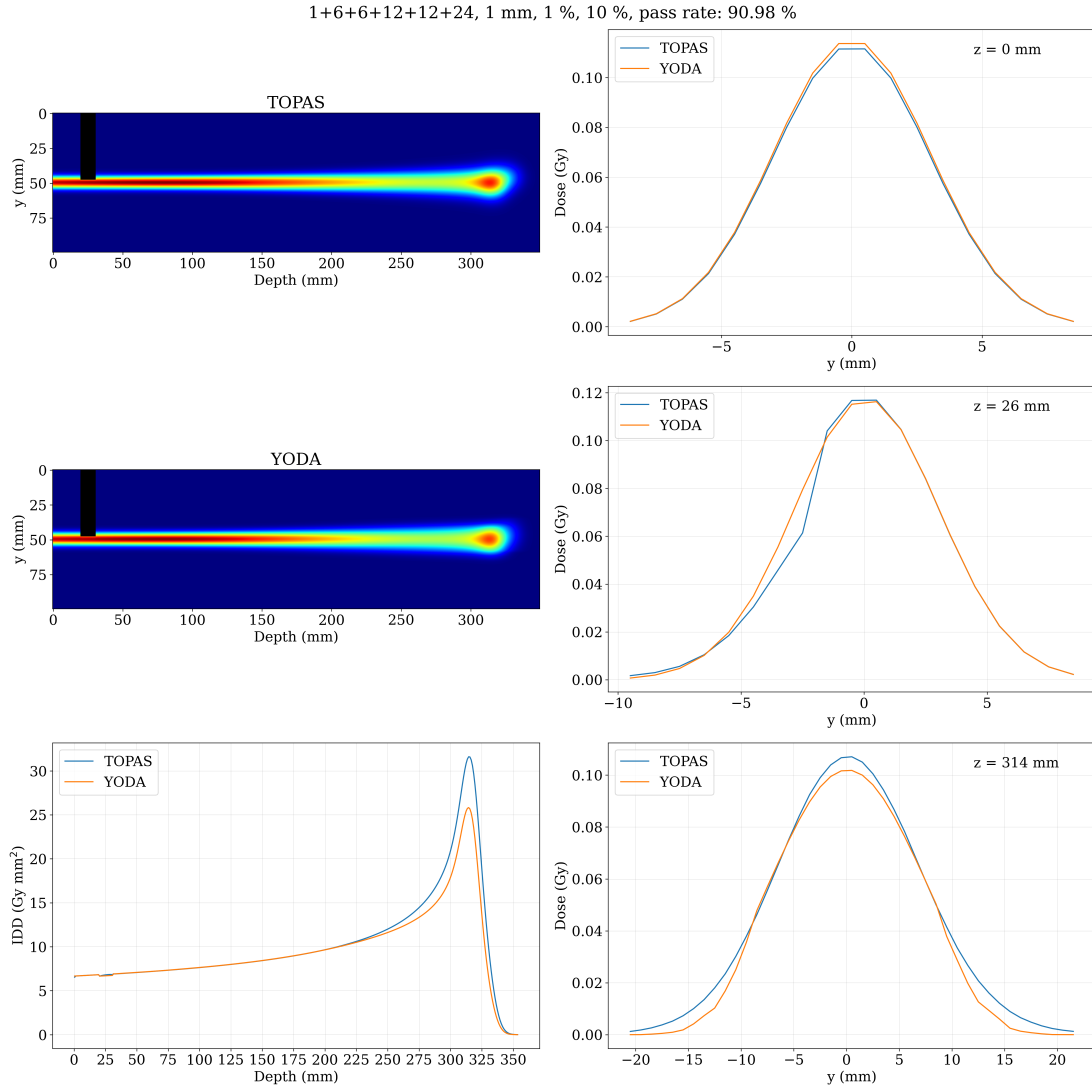 1+6+6+12+12+24, 1 mm, 1 %, 10 %, pass rate: 90.98 %
TOPAS
0
25
50
75
y (mm)
0 50 100 150 200 250 300
Depth (mm)
TOPAS
YODA
z = 0 mm
0.10
0.08
0.06
0.04
0.02
0.00
Dose (Gy)
−5 0 5
y (mm)
YODA
0
25
50
75
y (mm)
0 50 100 150 200 250 300
Depth (mm)
TOPAS
YODA
z = 26 mm
0.12
0.10
0.08
0.06
0.04
0.02
0.00
Dose (Gy)
−10 −5 0 5
y (mm)
TOPAS
YODA
30
25
20
15
10
5
0
IDD (Gy mm²)
0 25 50 75 100 125 150 175 200 225 250 275 300 325 350
Depth (mm)
TOPAS
YODA
z = 314 mm
0.10
0.08
0.06
0.04
0.02
0.00
Dose (Gy)
−20 −15 −10 −5 0 5 10 15 20
y (mm)